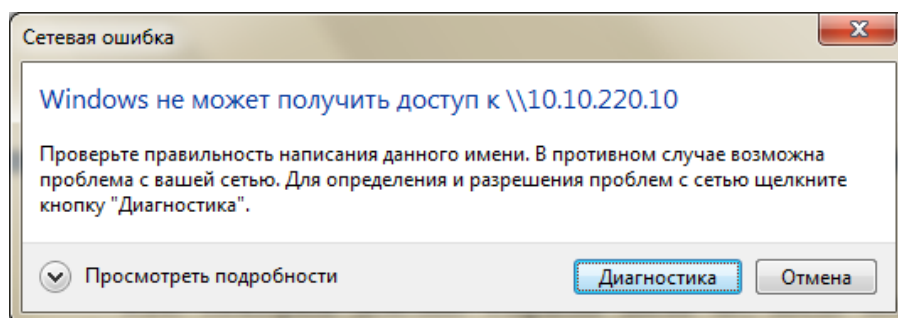 Сетевая ошибка
Windows не может получить доступ к \\10.10.220.10
Проверьте правильность написания данного имени. В противном случае возможна
проблема с вашей сетью. Для определения и разрешения проблем с сетью щелкните
кнопку "Диагностика".
Просмотреть подробности
Диагностика
Отмена